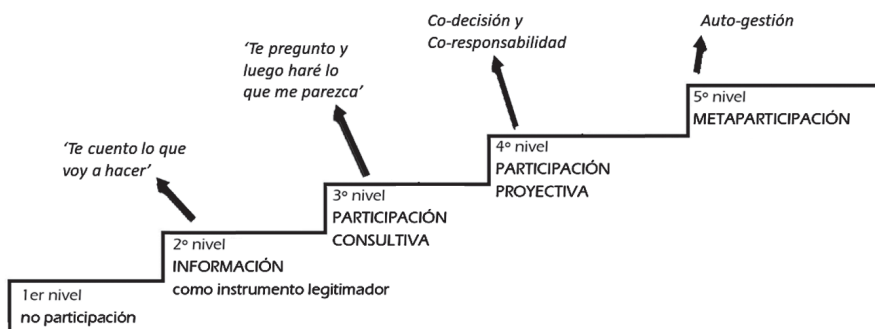 Co-decisión y
Co-responsabilidad
Auto-gestión
‘Te pregunto y
luego haré lo
que me parezca’
5º nivel
METAPARTICIPACIÓN
‘Te cuento lo que
voy a hacer’
4º nivel
PARTICIPACIÓN
PROYECTIVA
3º nivel
PARTICIPACIÓN
CONSULTIVA
2º nivel
INFORMACIÓN
como instrumento legitimador
1er nivel
no participación